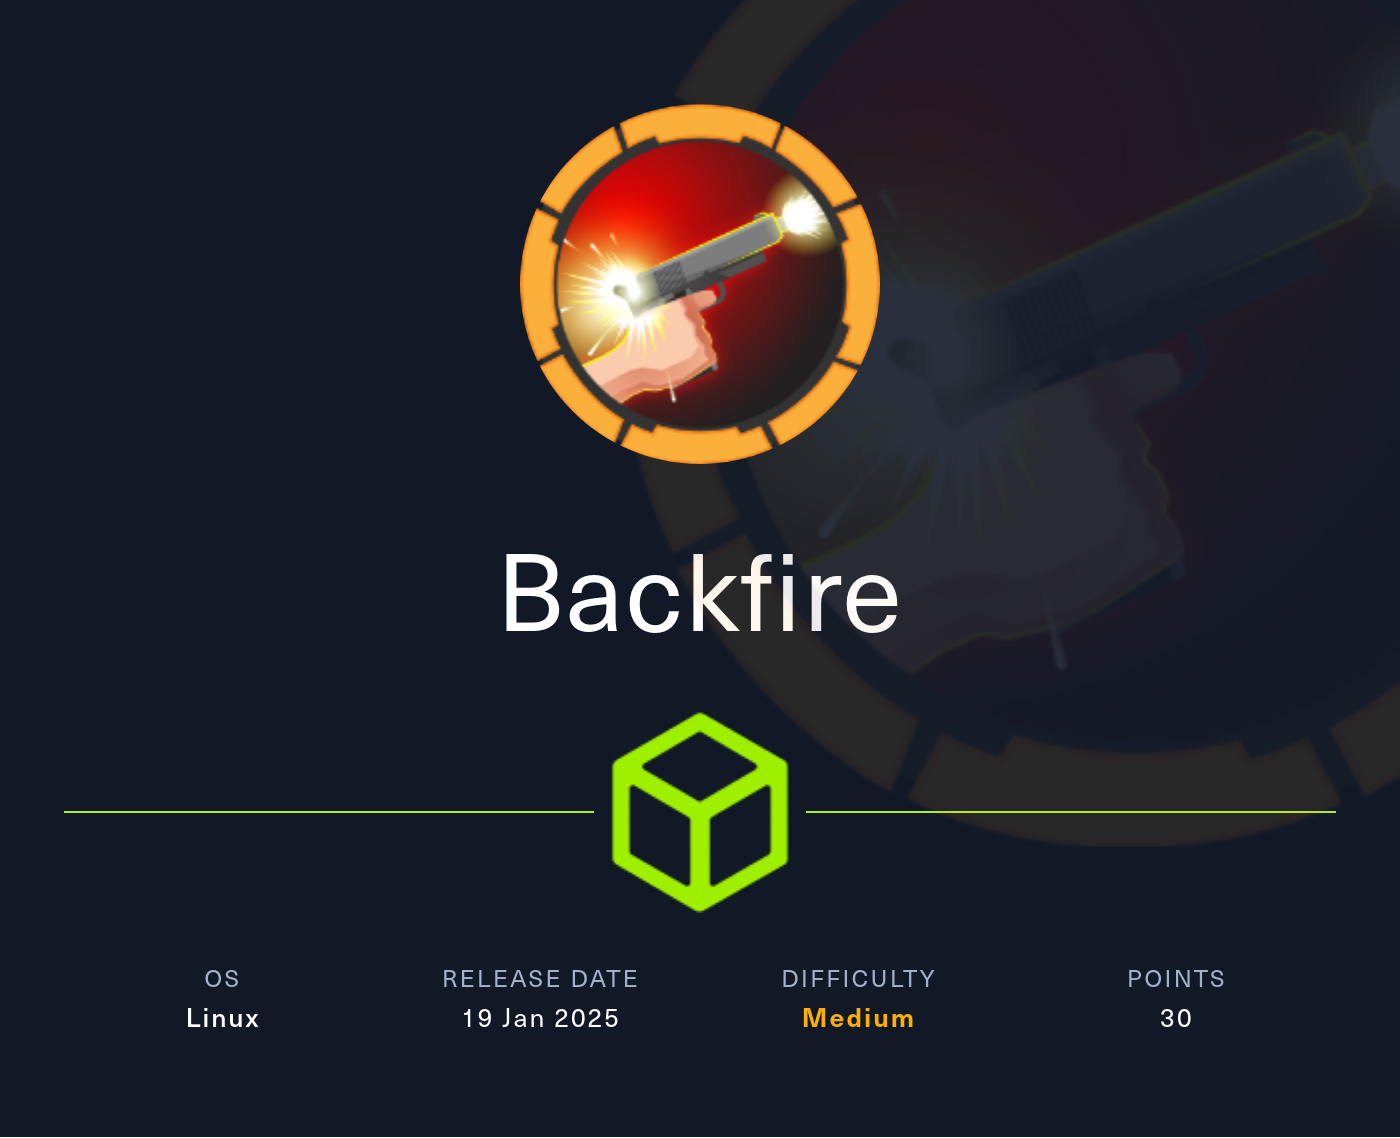 Backfire
OS
RELEASE DATE
DIFFICULTY
POINTS
Linux
19 Jan 2025
Medium
30